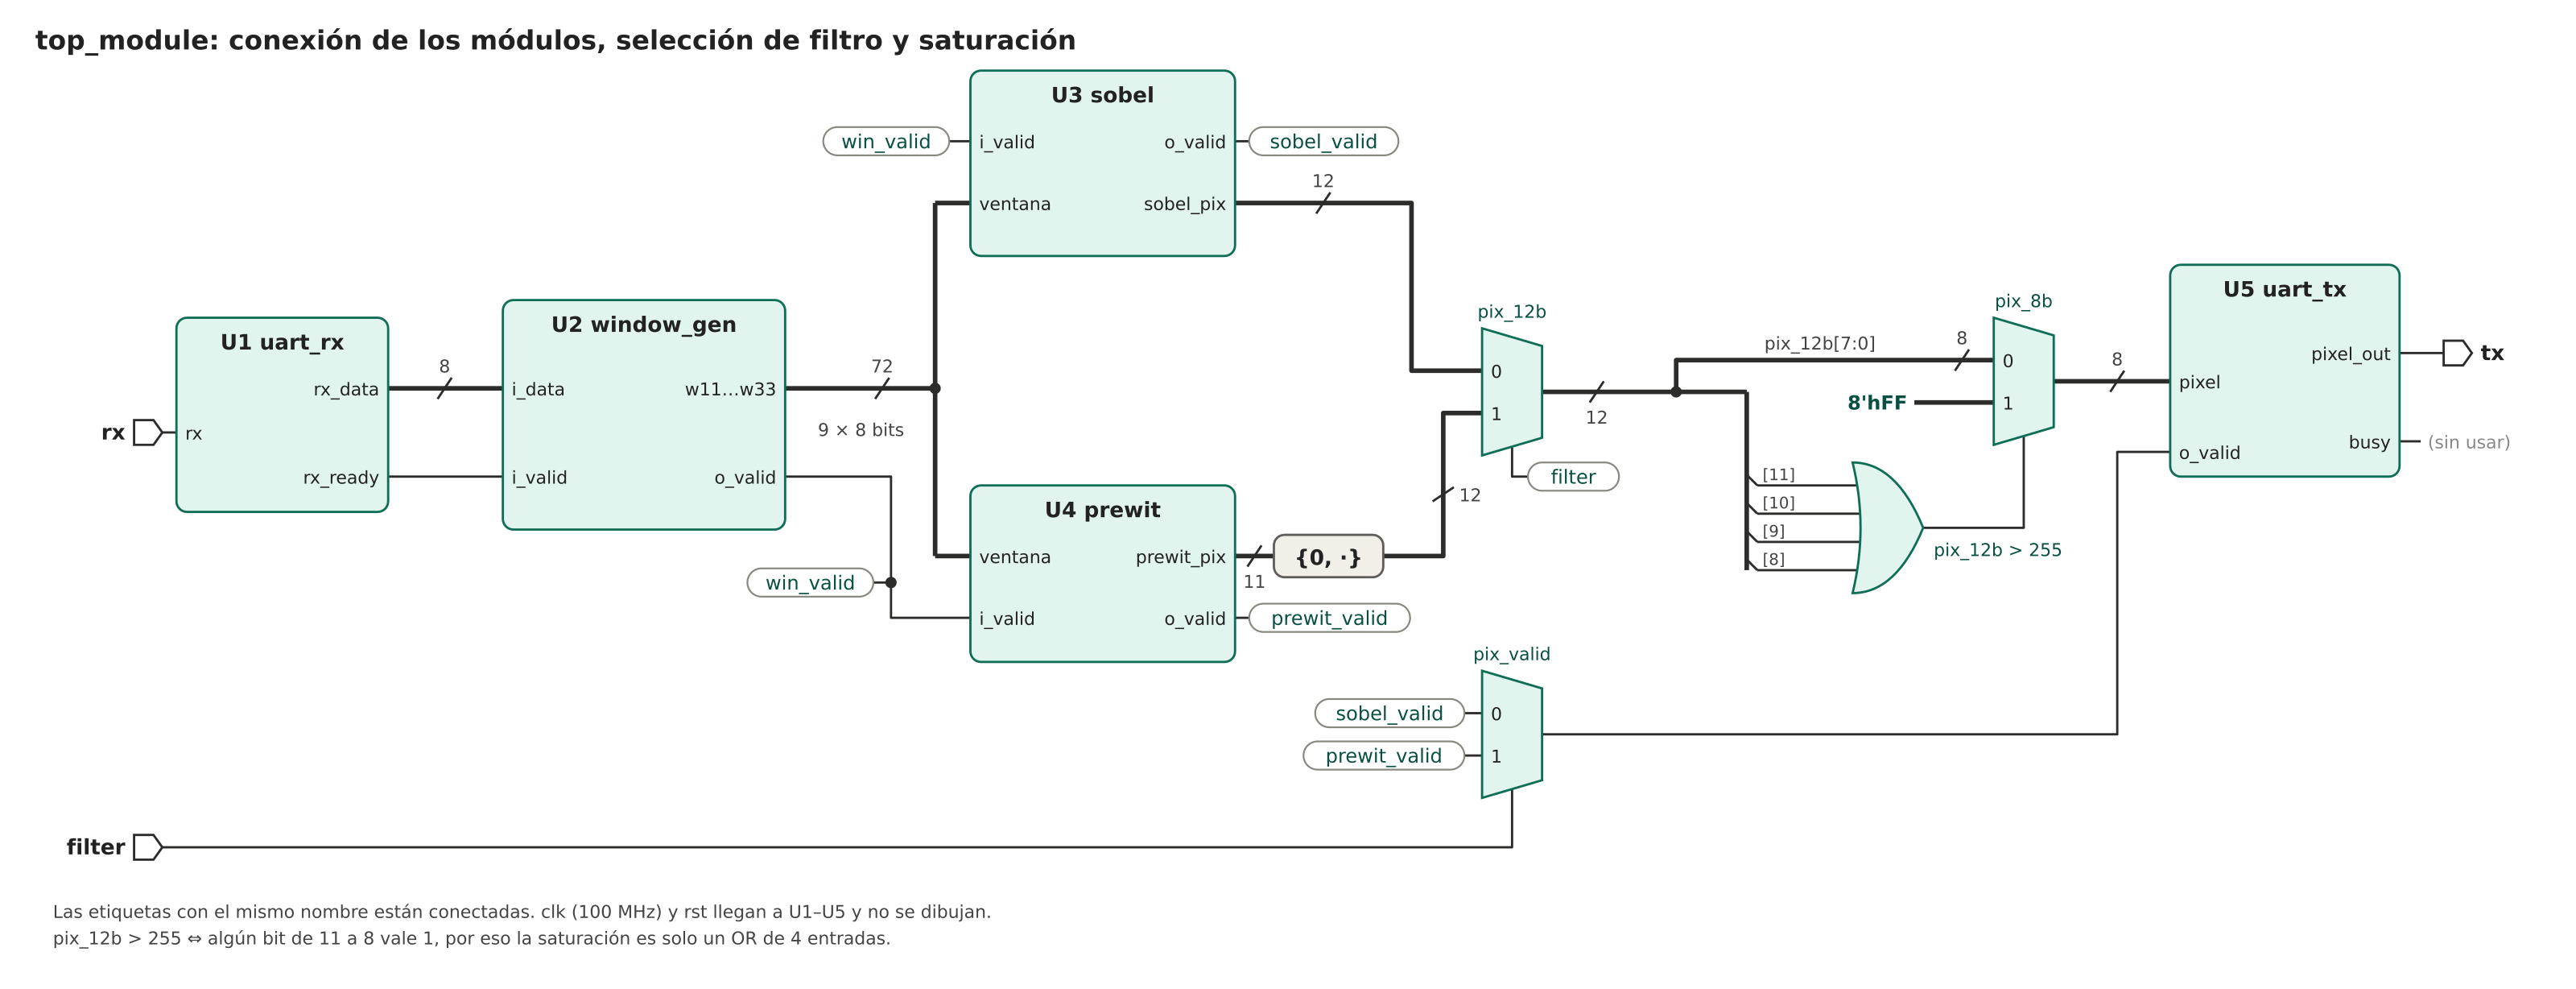 top_module: conexión de los módulos, selección de filtro y saturación
U3 sobel
win_valid
i_valid
o_valid
sobel_valid
ventana
sobel_pix
12
U1 uart_rx
rx_data
rx
rx
rx_ready
8
U2 window_gen
i_data
w11...w33
i_valid
o_valid
72
9 × 8 bits
win_valid
U4 prewit
ventana
prewit_pix
i_valid
o_valid
11
{0, ·}
prewit_valid
12
pix_12b
0
1
filter
12
pix_12b[7:0]
8
8'hFF
pix_8b
0
1
[11]
[10]
[9]
[8]
pix_12b > 255
8
U5 uart_tx
pixel_out
pixel
busy
o_valid
tx
(sin usar)
pix_valid
sobel_valid
0
prewit_valid
1
filter
Las etiquetas con el mismo nombre están conectadas. clk (100 MHz) y rst llegan a U1–U5 y no se dibujan.
pix_12b > 255 ⇔ algún bit de 11 a 8 vale 1, por eso la saturación es solo un OR de 4 entradas.